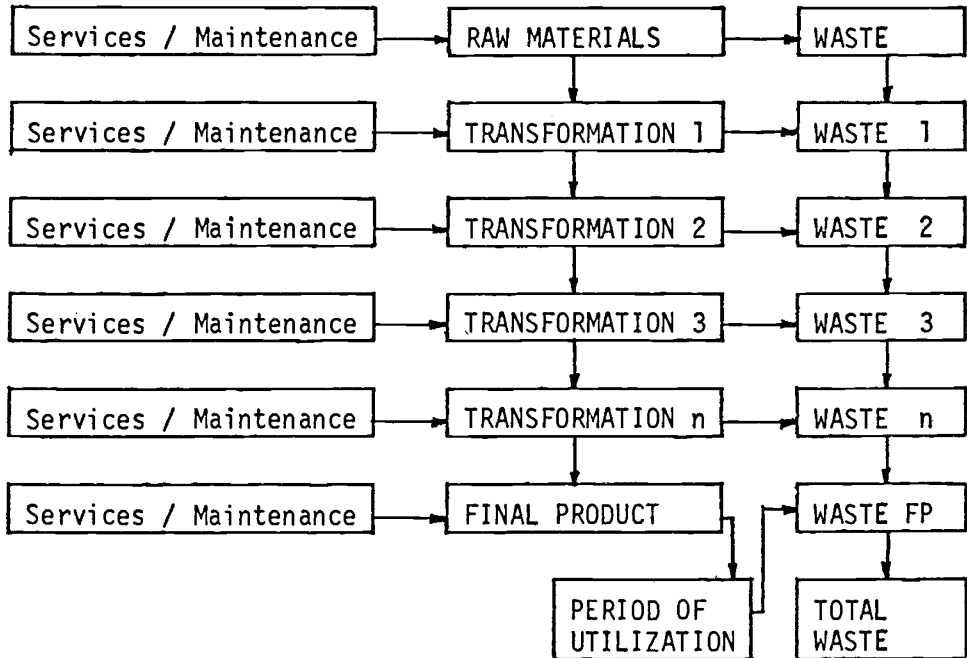 Services / Maintenance RAW MATERIALS WASTE
Services / Maintenance TRANSFORMATION 1 WASTE 1
Services / Maintenance TRANSFORMATION 2 WASTE 2
Services / Maintenance TRANSFORMATION 3 WASTE 3
Services / Maintenance TRANSFORMATION n WASTE n
Services / Maintenance FINAL PRODUCT WASTE FP
PERIOD OF TOTAL
UTILIZATION WASTE